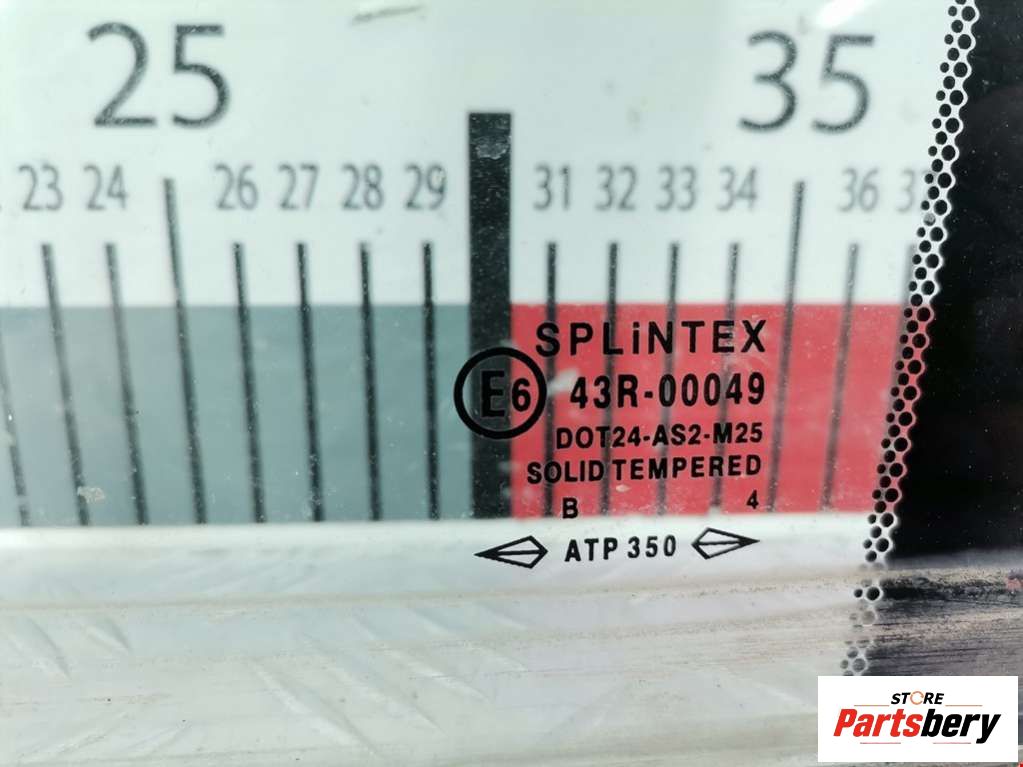 25 35
23 24 26 27 28 29 31 32 33 34 36
SPLiNTEX
E6 43R-00049
DOT24-AS2-M25
SOLID TEMPERED
B 4
ATP 350
STORE
Partsbery